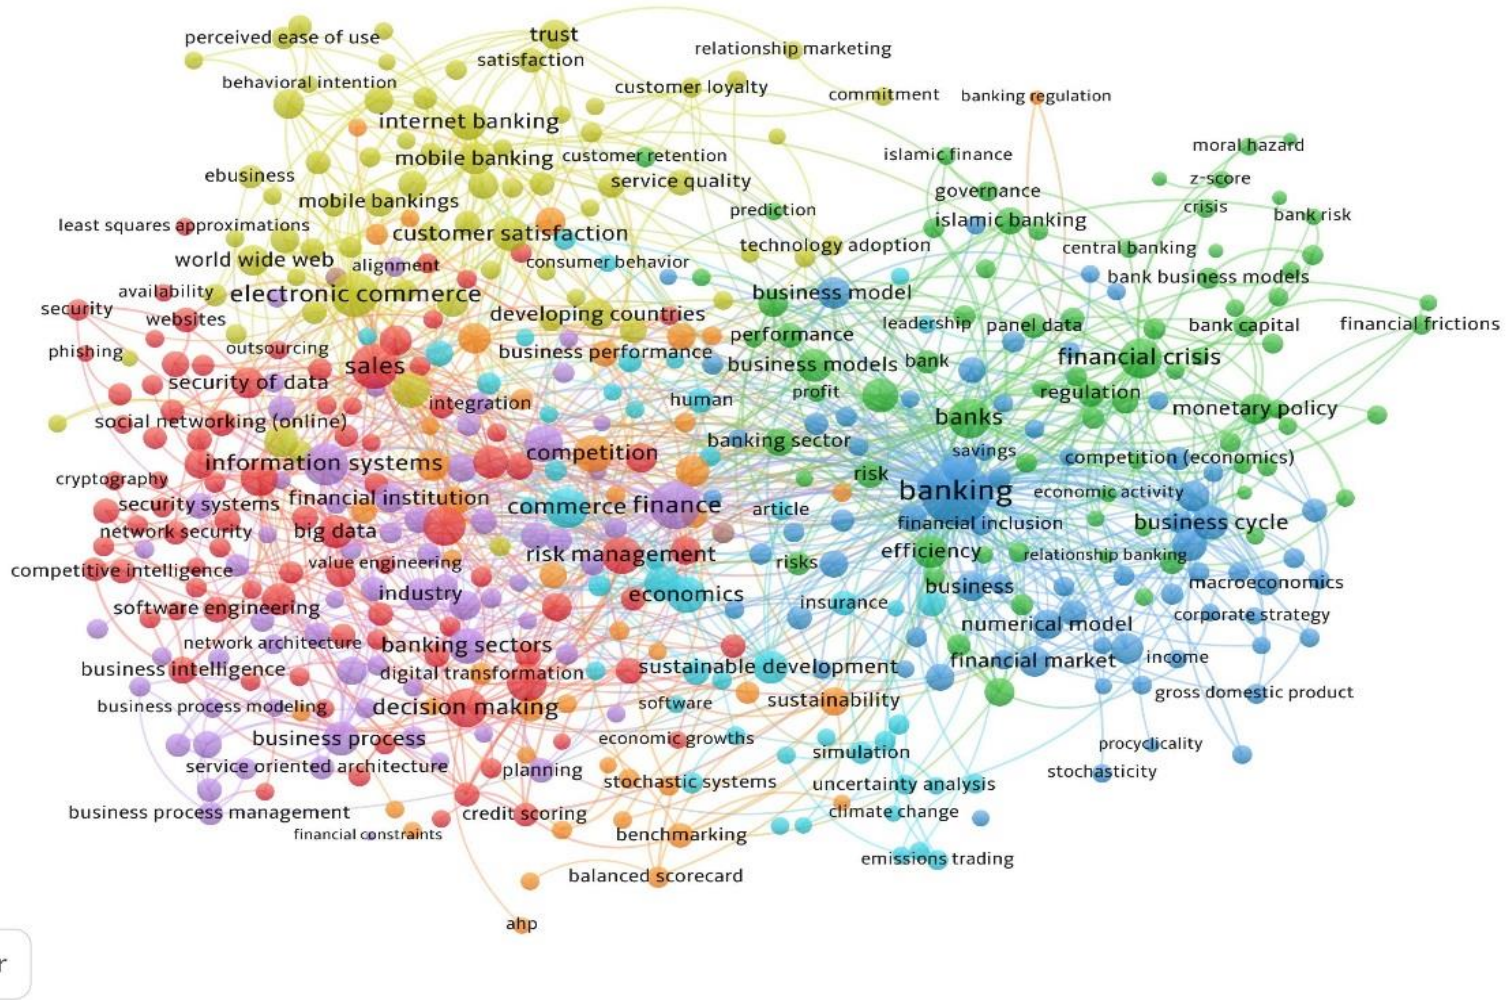 perceived ease of use
trust
relationship marketing
satisfaction
behavioral intention
customer loyalty
commitment
banking regulation
internet banking
mobile banking
customer retention
islamic finance
moral hazard
ebusiness
service quality
governance
z-score
mobile bankings
prediction
islamic banking
crisis
bank risk
least squares approximations
customer satisfaction
technology adoption
central banking
world wide web
alignment
consumer behavior
bank business models
availability
electronic commerce
business model
security
websites
developing countries
performance
leadership
panel data
bank capital
financial frictions
phishing
outsourcing
business performance
sales
business models
bank
financial crisis
security of data
integration
human
profit
regulation
social networking (online)
banks
monetary policy
information systems
competition
banking sector
savings
competition (economics)
cryptography
risk
security systems
financial institution
commerce
finance
article
banking
economic activity
network security
big data
financial inclusion
business cycle
competitive intelligence
value engineering
risk management
risks
efficiency
relationship banking
software engineering
industry
economics
insurance
business
macroeconomics
network architecture
banking sectors
numerical model
corporate strategy
business intelligence
digital transformation
sustainable development
financial market
income
business process modeling
decision making
software
sustainability
gross domestic product
business process
economic growths
simulation
procyclicality
service oriented architecture
planning
stochastic systems
uncertainty analysis
stochasticity
business process management
credit scoring
climate change
financial constraints
benchmarking
emissions trading
balanced scorecard
ahp
r